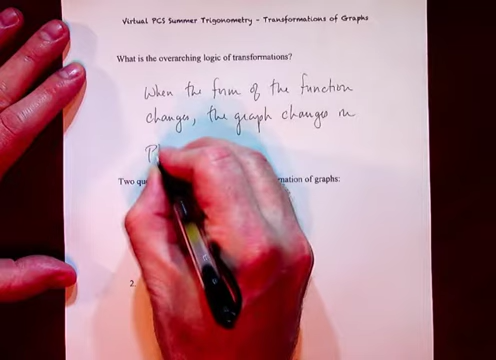 Virtual PCS Summer Trigonometry - Transformations of Graphs
What is the overarching logic of transformations?
When the form of the function
changes, the graph changes in
Two mation of graphs:
2.